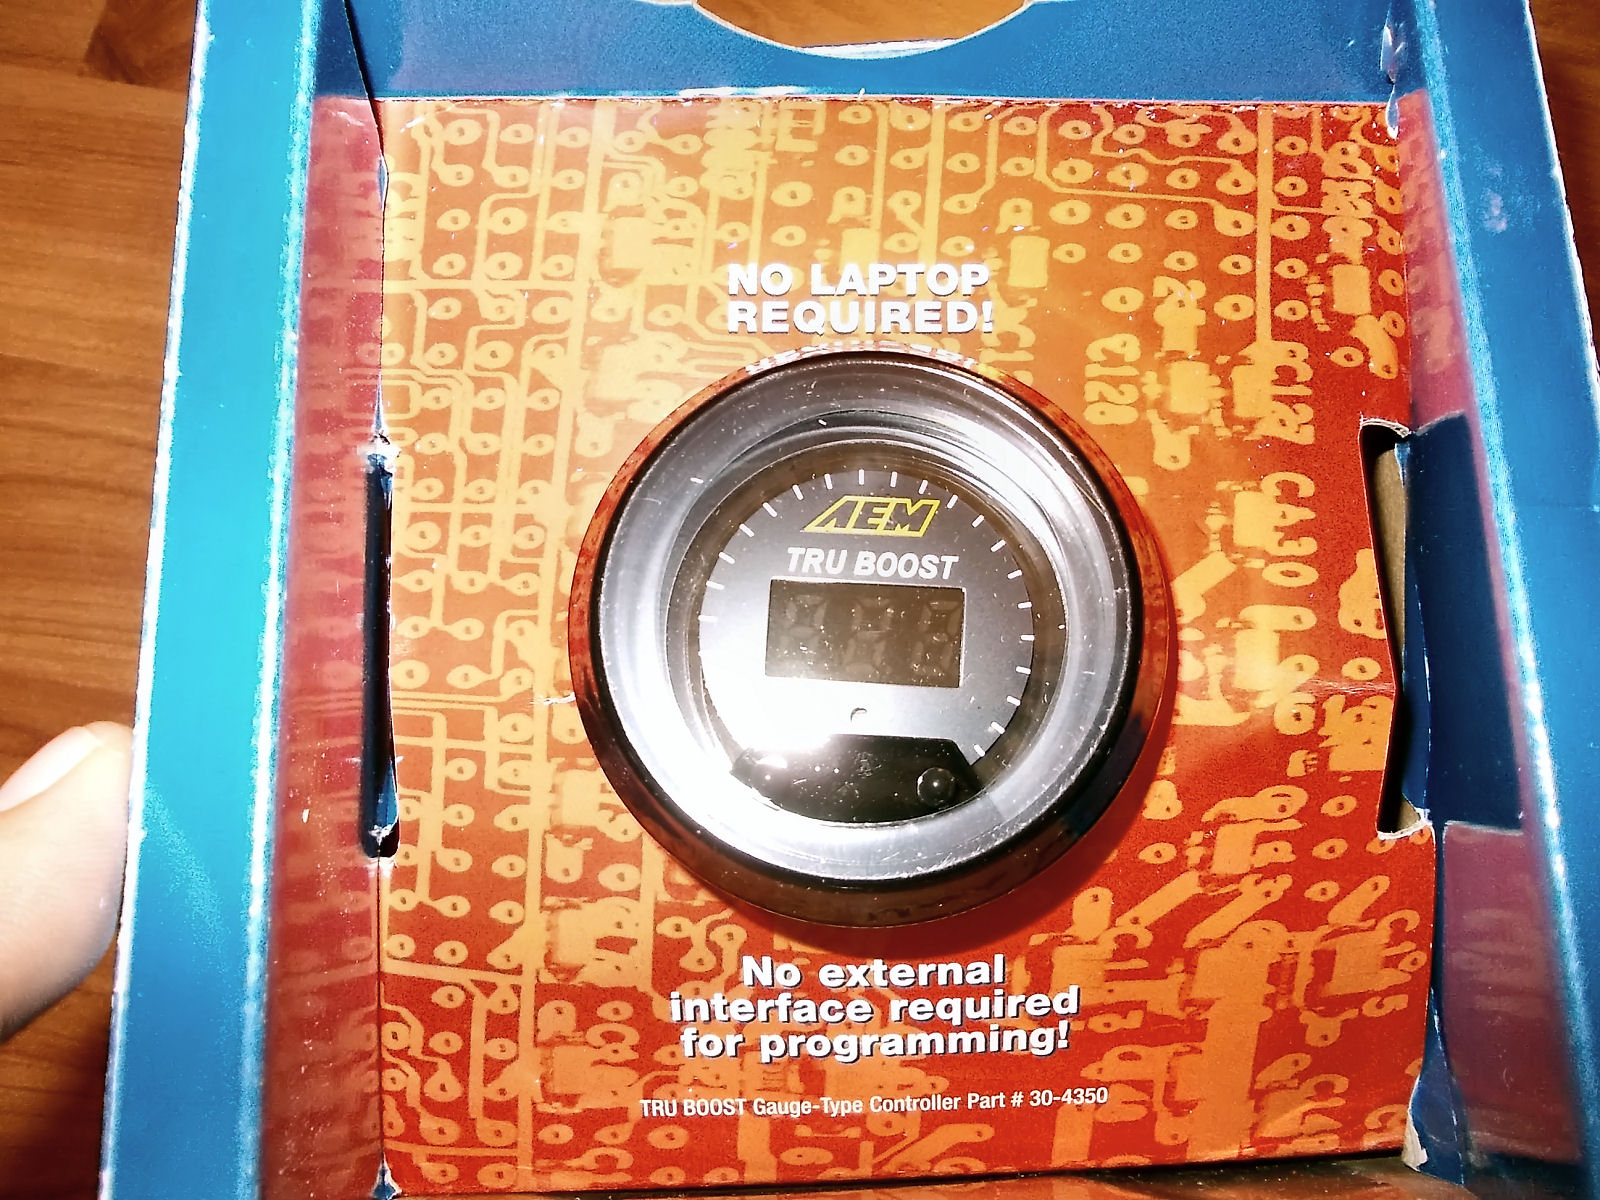 NO LAPTOP
REQUIRED!
AEM
TRU BOOST
No external
interface required
for programming!
TRU BOOST Gauge-Type Controller Part # 30-4350
C128